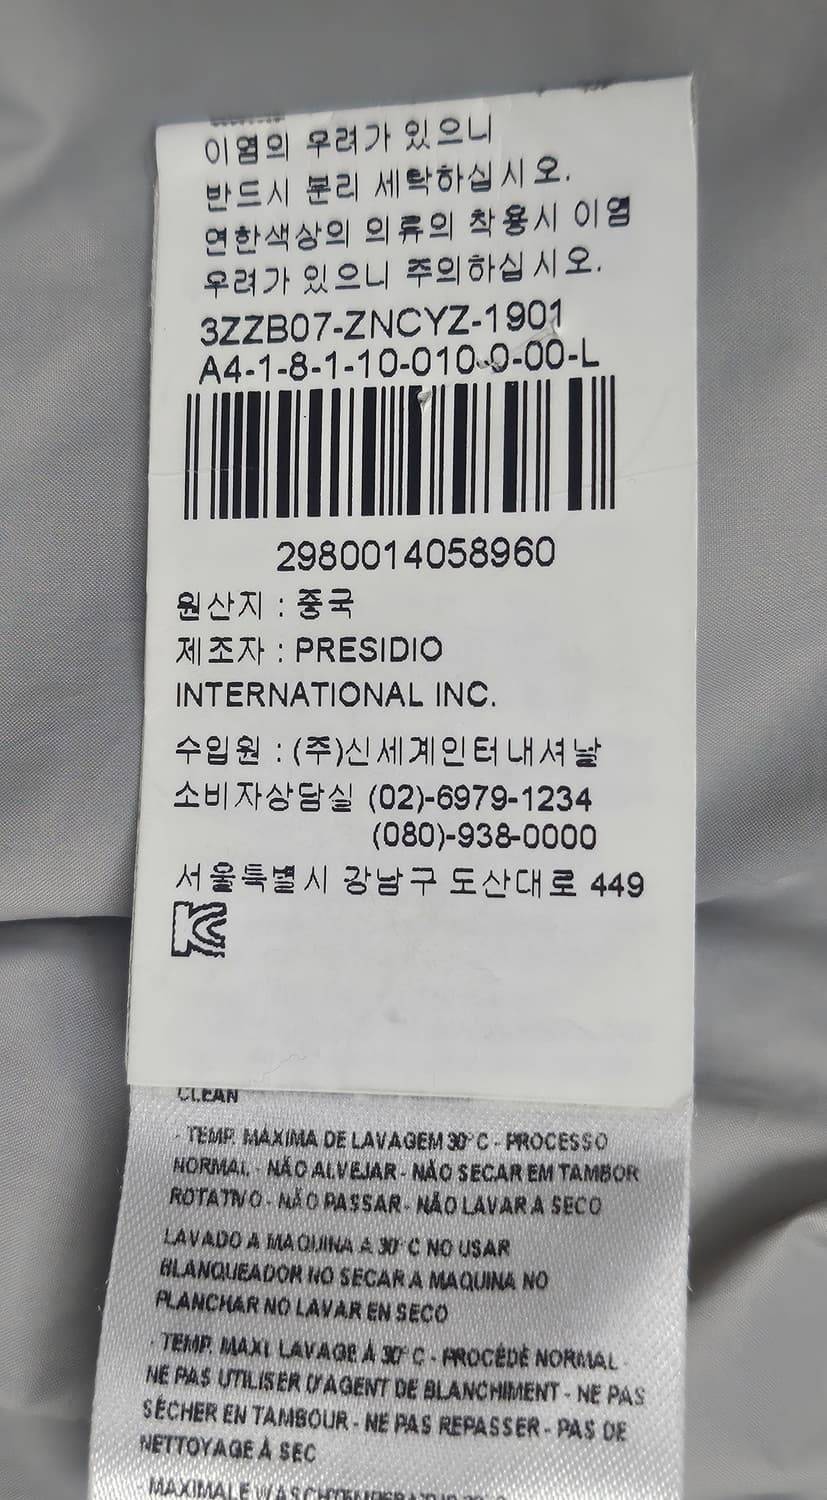 이염의 우려가 있으니
반드시 분리 세탁하십시오.
연한색상의 의류의 착용시 이염
우려가 있으니 주의하십시오.
3ZZB07-ZNCYZ-1901
A4-1-8-1-10-010-0-00-L
2980014058960
원산지 : 중국
제조자 : PRESIDIO
INTERNATIONAL INC.
수입원 : (주)신세계인터내셔날
소비자상담실 (02)-6979-1234
(080)-938-0000
서울특별시 강남구 도산대로 449
CLEAN
- TEMP. MÁXIMA DE LAVAGEM 30°C - PROCESSO
NORMAL - NÃO ALVEJAR - NÃO SECAR EM TAMBOR
ROTATIVO - NÃO PASSAR - NÃO LAVAR A SECO
LAVADO A MAQUINA A 30°C NO USAR
BLANQUEADOR NO SECAR A MAQUINA NO
PLANCHAR NO LAVAR EN SECO
- TEMP. MAXI. LAVAGE À 30°C - PROCÉDÉ NORMAL -
NE PAS UTILISER D'AGENT DE BLANCHIMENT - NE PAS
SÉCHER EN TAMBOUR - NE PAS REPASSER - PAS DE
NETTOYAGE À SEC
- MAXIMALE WASCHTEMPERATUR 30°C